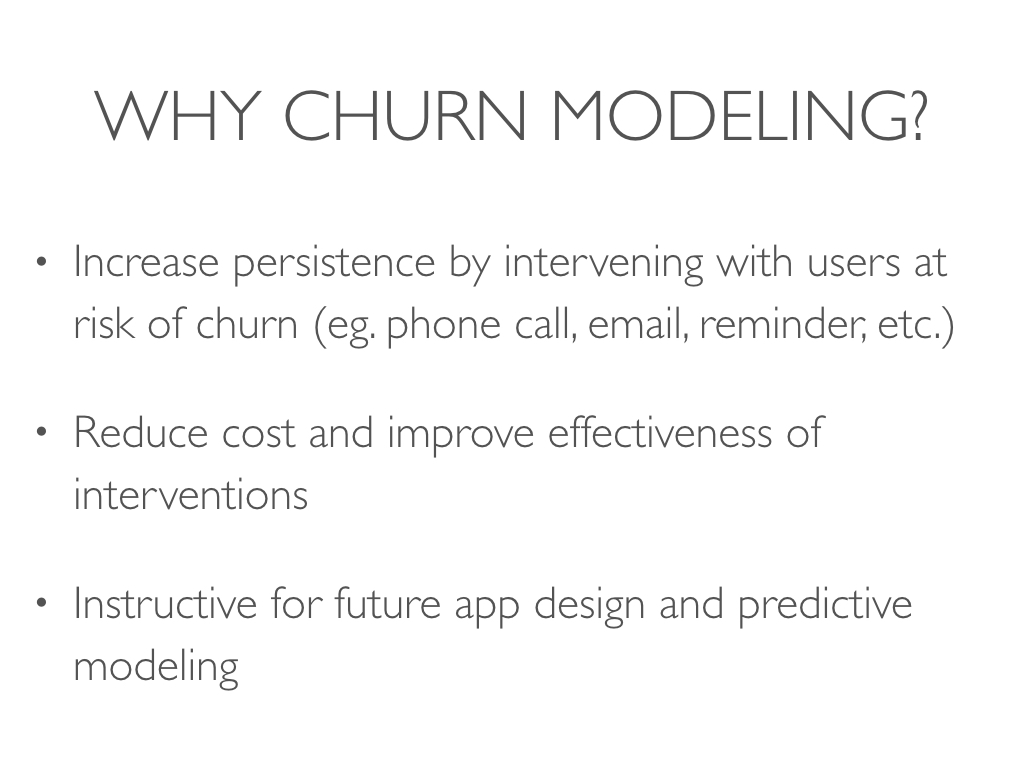 WHY CHURN MODELING?
• Increase persistence by intervening with users at
risk of churn (eg. phone call, email, reminder, etc.)
• Reduce cost and improve effectiveness of
interventions
• Instructive for future app design and predictive
modeling